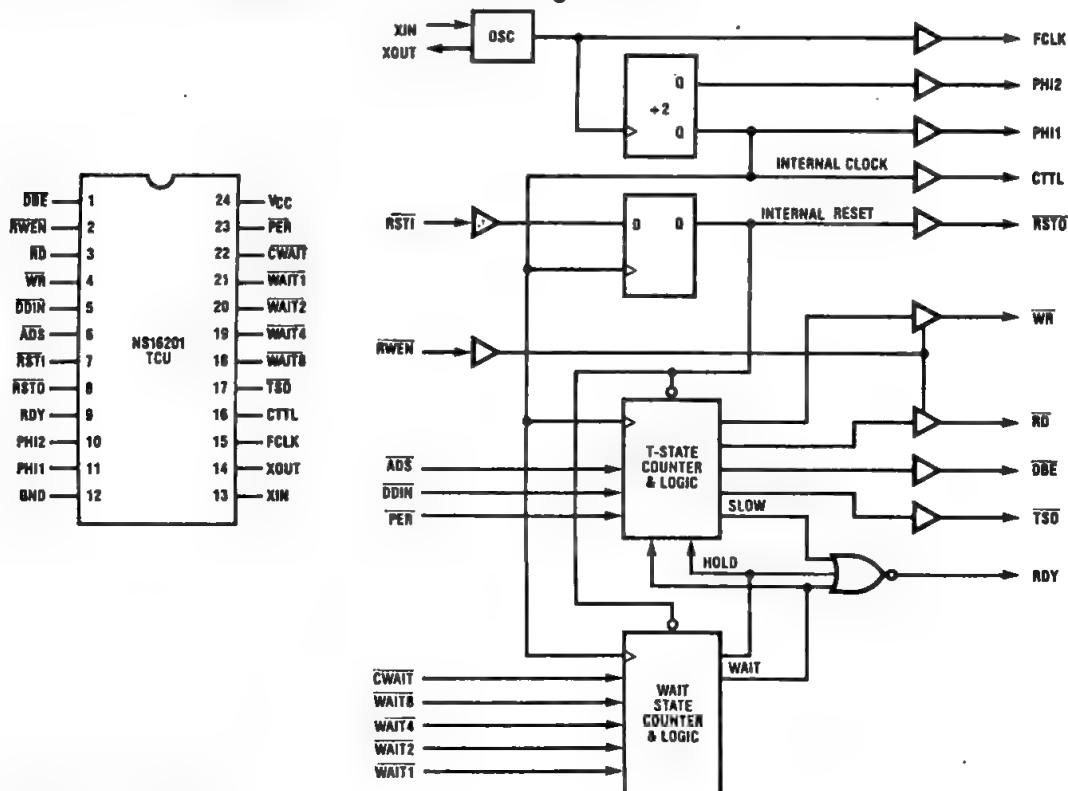 DBE 1 24 VCC
RWEN 2 23 PER
RD 3 22 CWAIT
WR 4 21 WAIT1
DDIN 5 20 WAIT2
ADS 6 19 WAIT4
RSTI 7 18 WAIT8
RSTO 8 17 TSO
RDY 9 16 CTTL
PHI2 10 15 FCLK
PHI1 11 14 XOUT
GND 12 13 XIN
NS16201
TCU
XIN
XOUT
OSC
FCLK
÷2
Q
Q
PHI2
PHI1
INTERNAL CLOCK
CTTL
RSTI
D Q
INTERNAL RESET
RSTO
RWEN
WR
RD
T-STATE
COUNTER
& LOGIC
ADS
DDIN
PER
DBE
TSO
SLOW
HOLD
RDY
WAIT
WAIT
STATE
COUNTER
& LOGIC
CWAIT
WAIT8
WAIT4
WAIT2
WAIT1